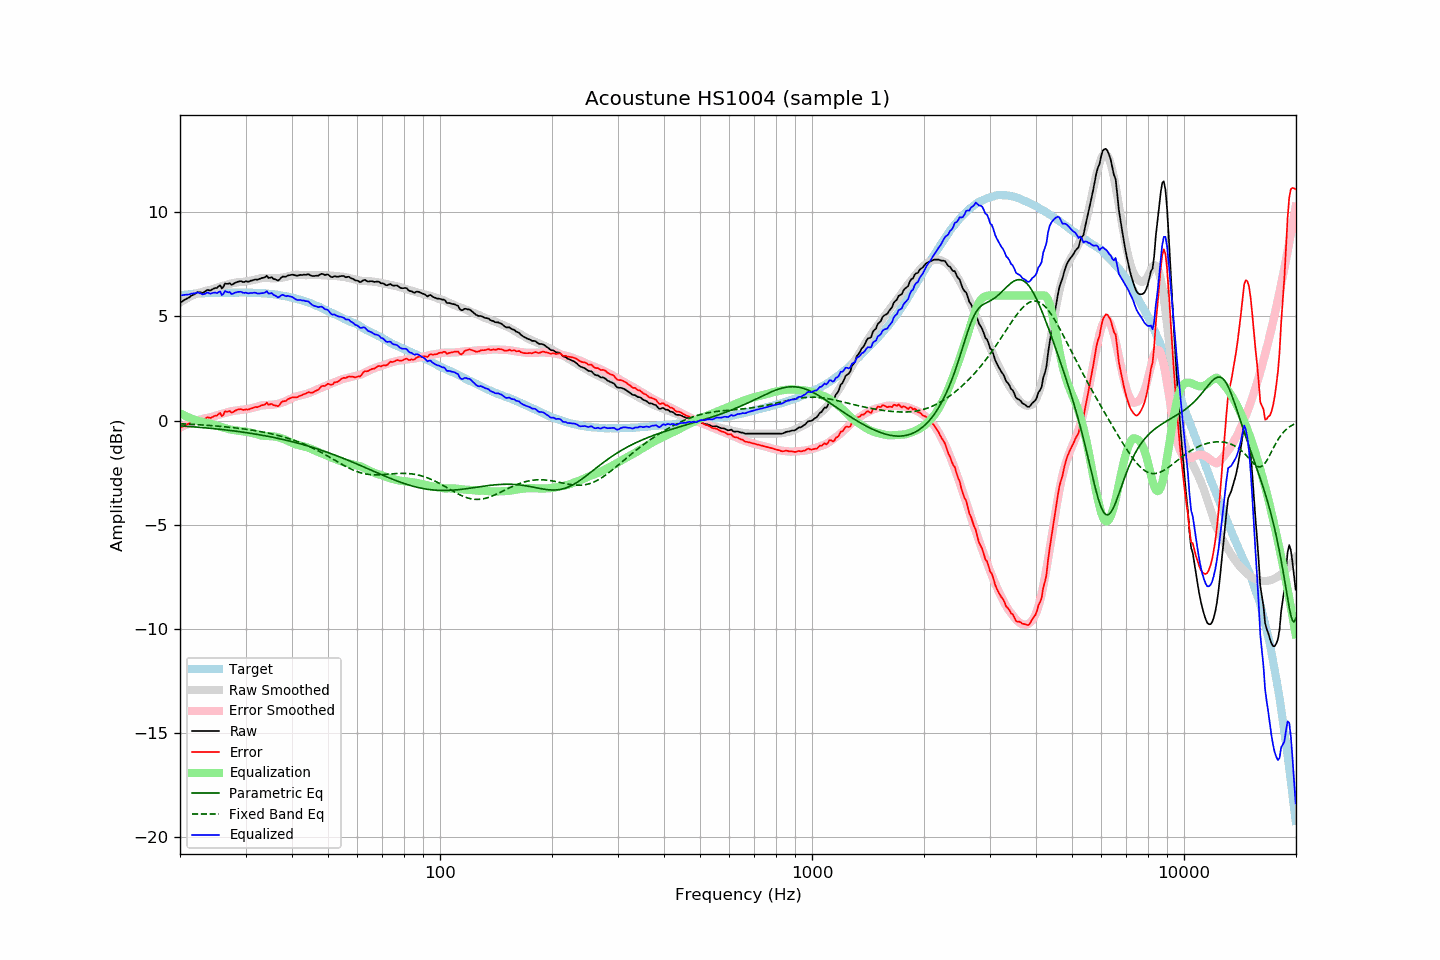 Acoustune HS1004 (sample 1)
Amplitude (dBr)
10
5
0
−5
−10
−15
−20
Target
Raw Smoothed
Error Smoothed
Raw
Error
Equalization
Parametric Eq
Fixed Band Eq
Equalized
100
1000
10000
Frequency (Hz)